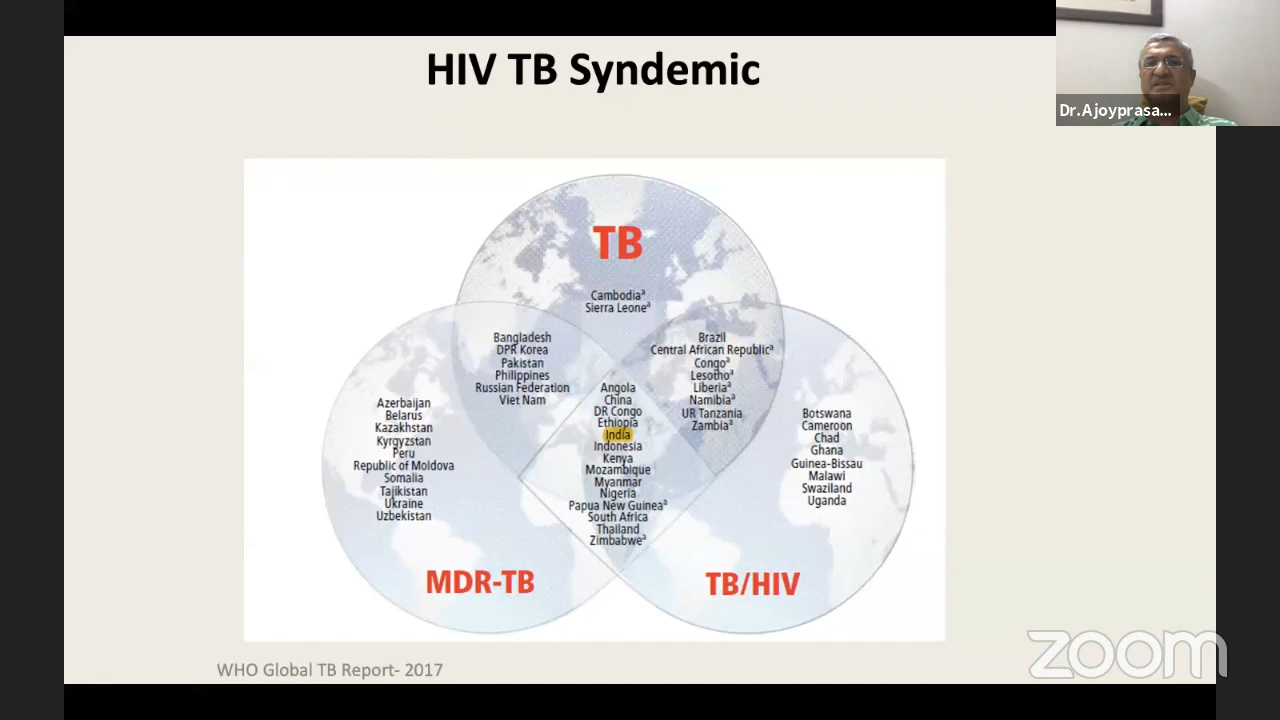 HIV TB Syndemic
Dr.Ajoyprasa...
TB
Cambodiaª
Sierra Leoneª
Bangladesh
DPR Korea
Pakistan
Philippines
Russian Federation
Viet Nam
Brazil
Central African Republicª
Congoª
Lesothoª
Liberiaª
Namibiaª
UR Tanzania
Zambiaª
Angola
China
DR Congo
Ethiopia
India
Indonesia
Kenya
Mozambique
Myanmar
Nigeria
Papua New Guineaª
South Africa
Thailand
Zimbabweª
Azerbaijan
Belarus
Kazakhstan
Kyrgyzstan
Peru
Republic of Moldova
Somalia
Tajikistan
Ukraine
Uzbekistan
Botswana
Cameroon
Chad
Ghana
Guinea-Bissau
Malawi
Swaziland
Uganda
MDR-TB
TB/HIV
WHO Global TB Report- 2017
zoom